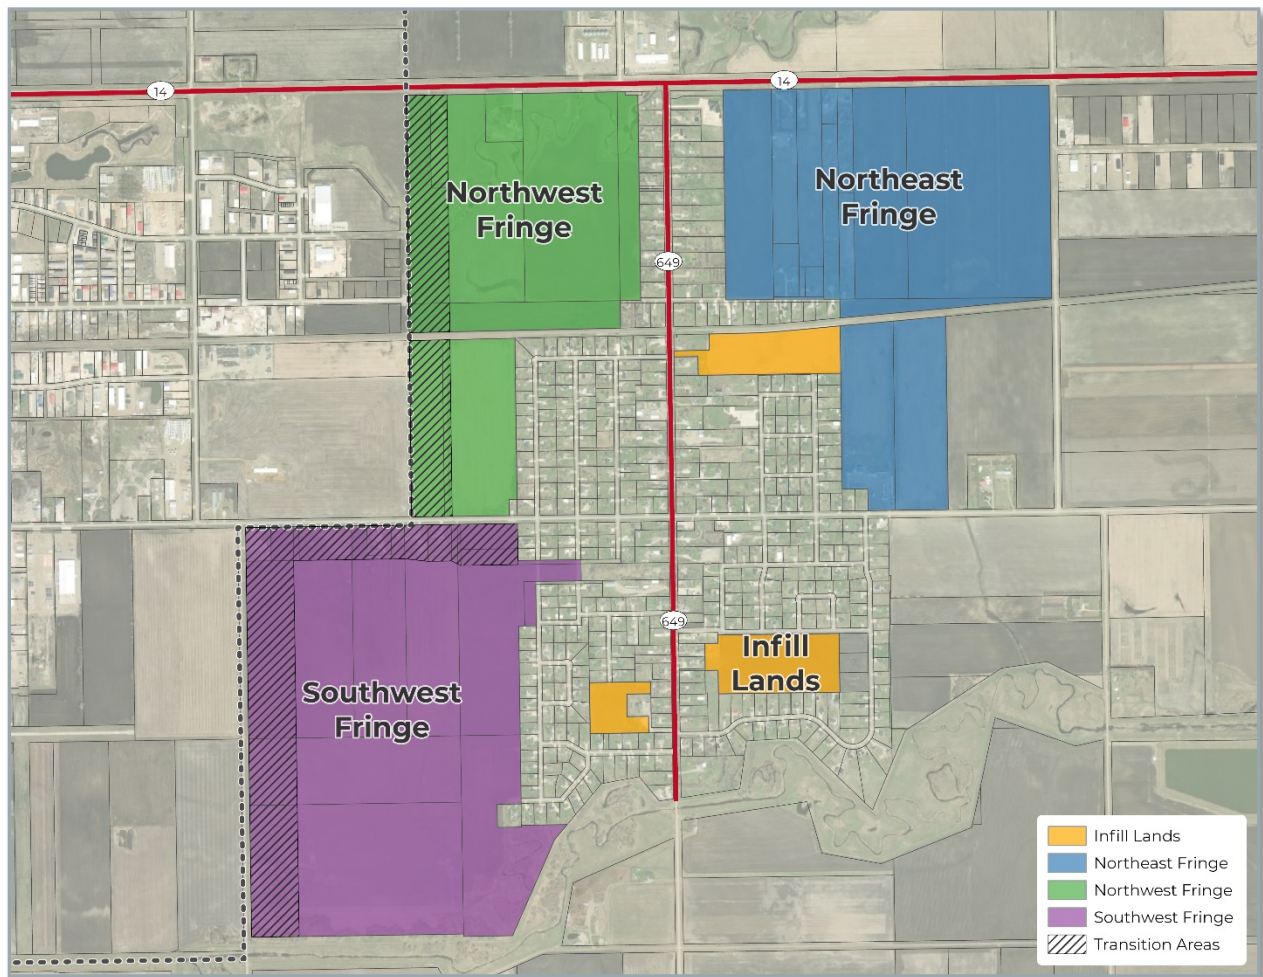 14
14
Northwest
Fringe
Northeast
Fringe
649
649
Infill
Lands
Southwest
Fringe
Infill Lands
Northeast Fringe
Northwest Fringe
Southwest Fringe
Transition Areas